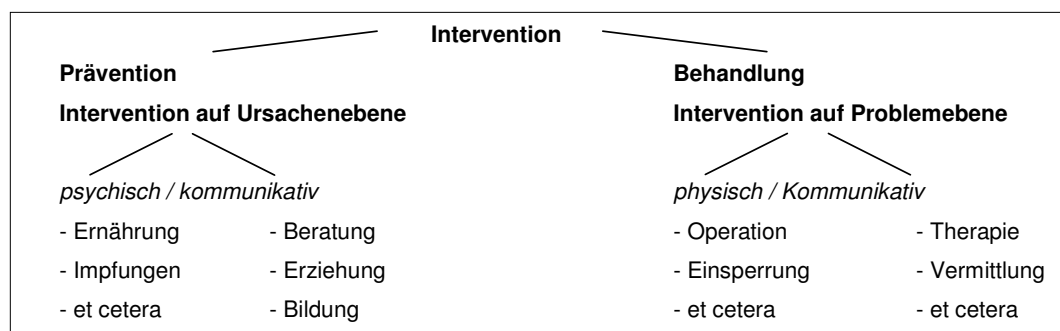 Intervention
Prävention Behandlung
Intervention auf Ursachenebene Intervention auf Problemebene
psychisch / kommunikativ physisch / Kommunikativ
- Ernährung - Beratung - Operation - Therapie
- Impfungen - Erziehung - Einsperrung - Vermittlung
- et cetera - Bildung - et cetera - et cetera